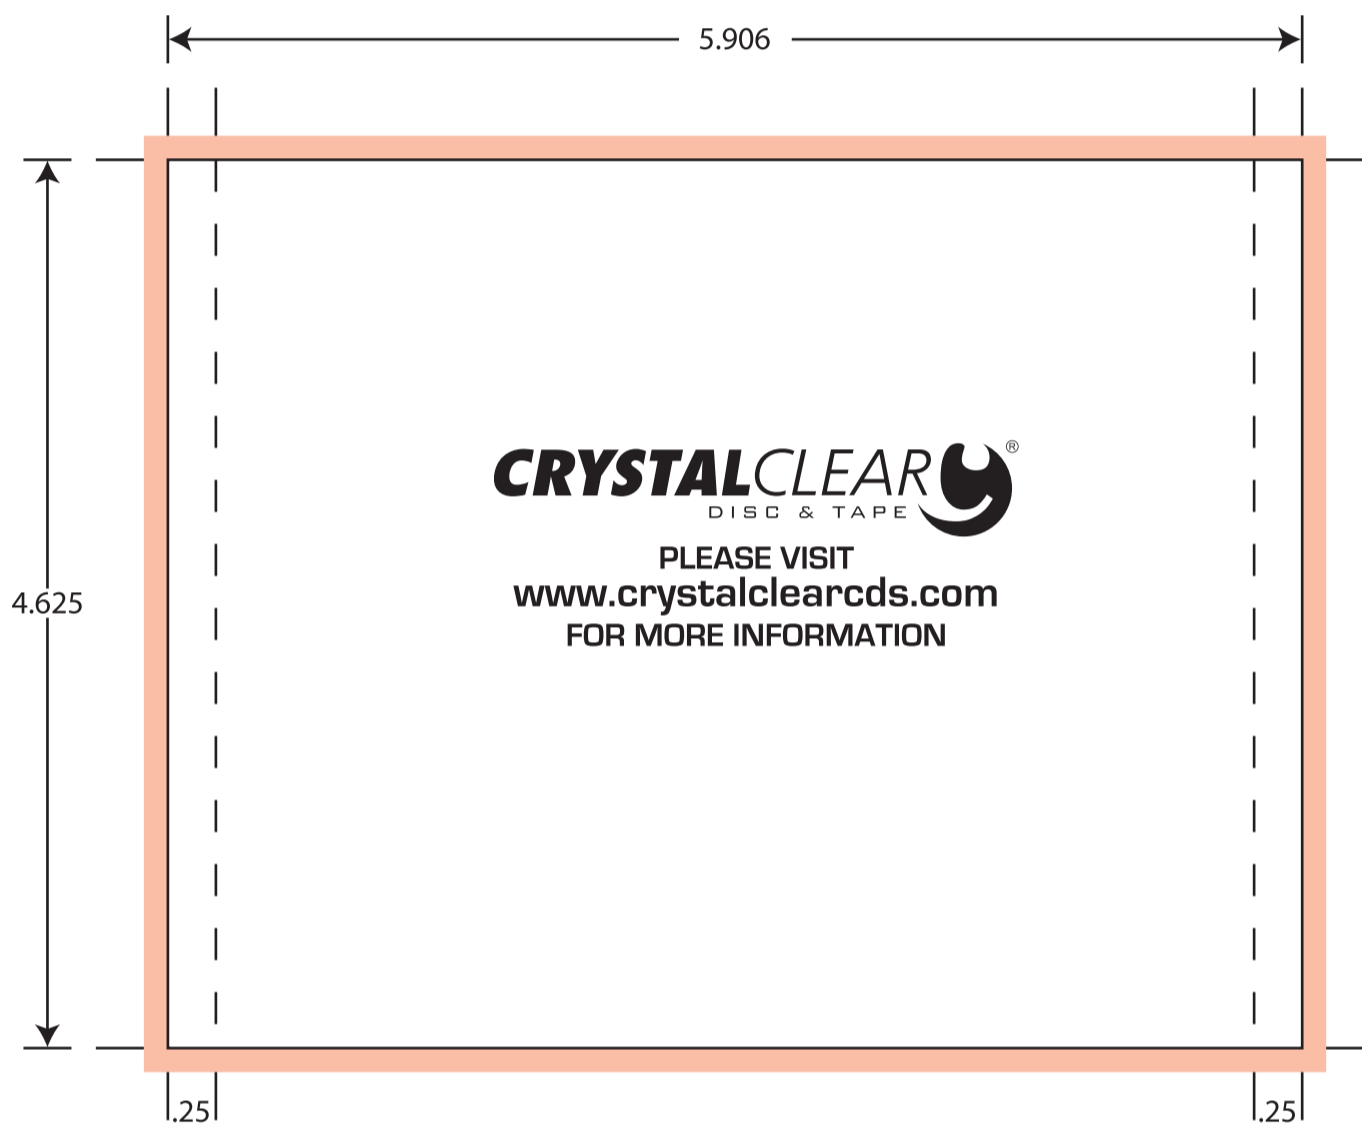 5.906
CRYSTALCLEAR®
DISC & TAPE
PLEASE VISIT
www.crystalclearcds.com
FOR MORE INFORMATION
4.625
.25
.25